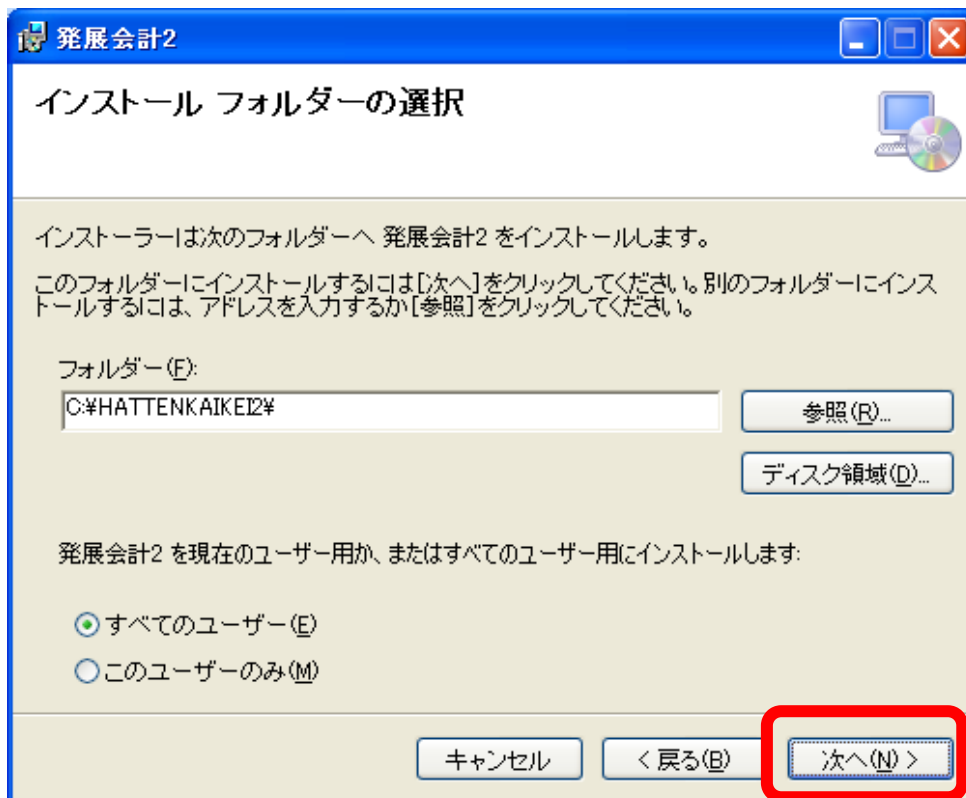 発展会計2
インストール フォルダーの選択
インストーラーは次のフォルダーへ 発展会計2 をインストールします。
このフォルダーにインストールするには[次へ]をクリックしてください。別のフォルダーにインス
トールするには、アドレスを入力するか[参照]をクリックしてください。
フォルダー(F):
C:¥HATTENKAIKEI2¥
参照(R)...
ディスク領域(D)...
発展会計2 を現在のユーザー用か、またはすべてのユーザー用にインストールします:
すべてのユーザー(E)
このユーザーのみ(M)
キャンセル
< 戻る(B)
次へ(N) >